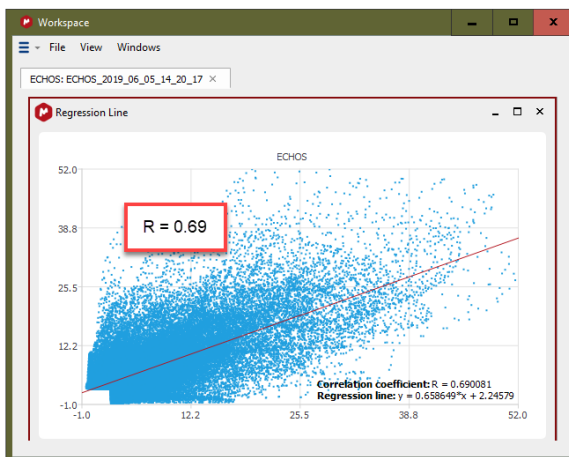 Workspace
File View Windows
ECHOS: ECHOS_2019_06_05_14_20_17 ×
Regression Line
ECHOS
52.0
R = 0.69
38.8
25.5
12.2
Correlation coefficient: R = 0.690081
Regression line: y = 0.658649*x + 2.24579
-1.0
-1.0 12.2 25.5 38.8 52.0